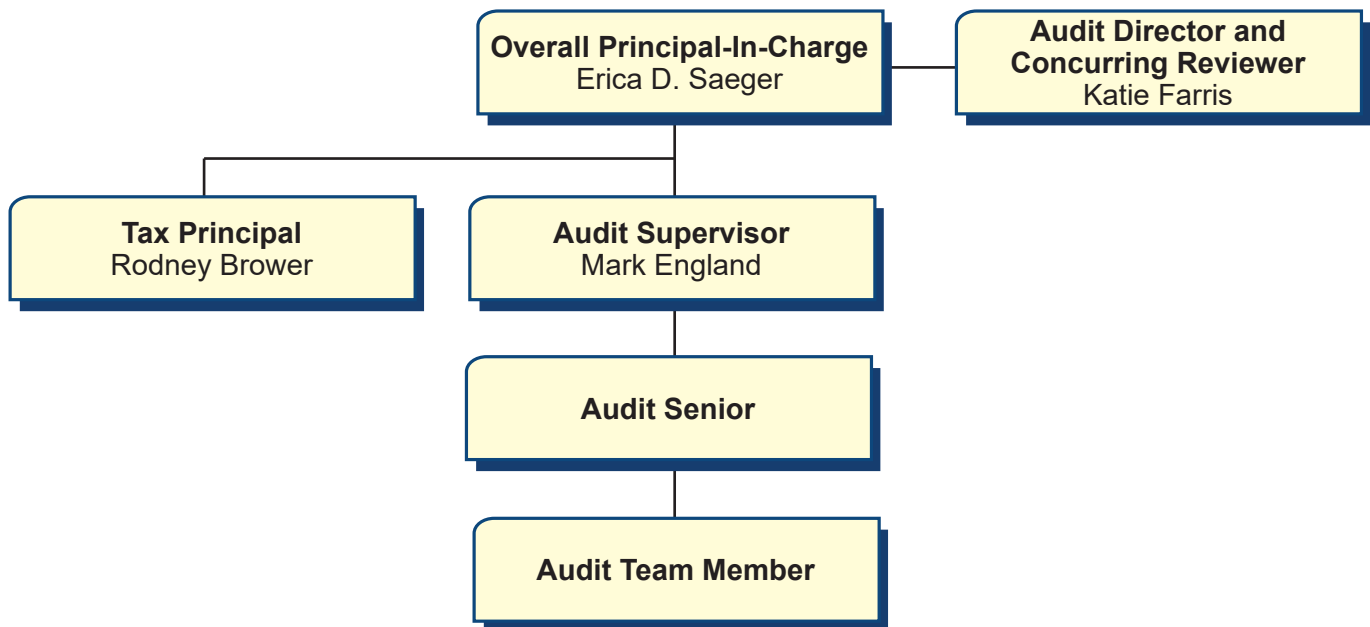 Overall Principal-In-Charge
Erica D. Saeger
Audit Director and
Concurring Reviewer
Katie Farris
Tax Principal
Rodney Brower
Audit Supervisor
Mark England
Audit Senior
Audit Team Member